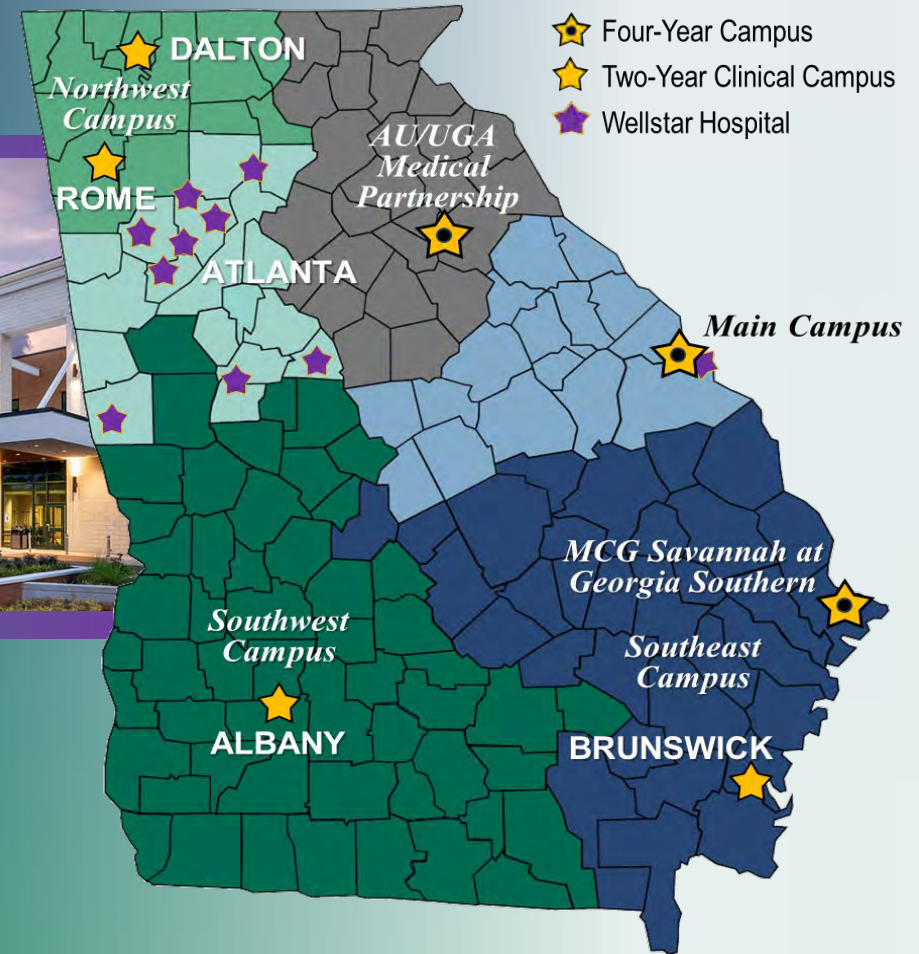 Four-Year Campus
Two-Year Clinical Campus
Wellstar Hospital
DALTON
Northwest
Campus
ROME
AU/UGA
Medical
Partnership
ATLANTA
Main Campus
MCG Savannah at
Georgia Southern
Southwest
Campus
Southeast
Campus
ALBANY
BRUNSWICK